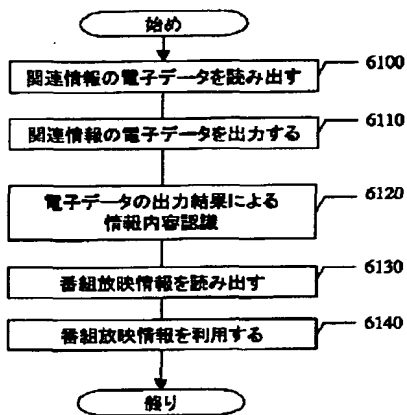 始め
関連情報の電子データを読み出す
6100
関連情報の電子データを出力する
6110
電子データの出力結果による
情報内容認識
6120
番組放映情報を読み出す
6130
番組放映情報を利用する
6140
終り